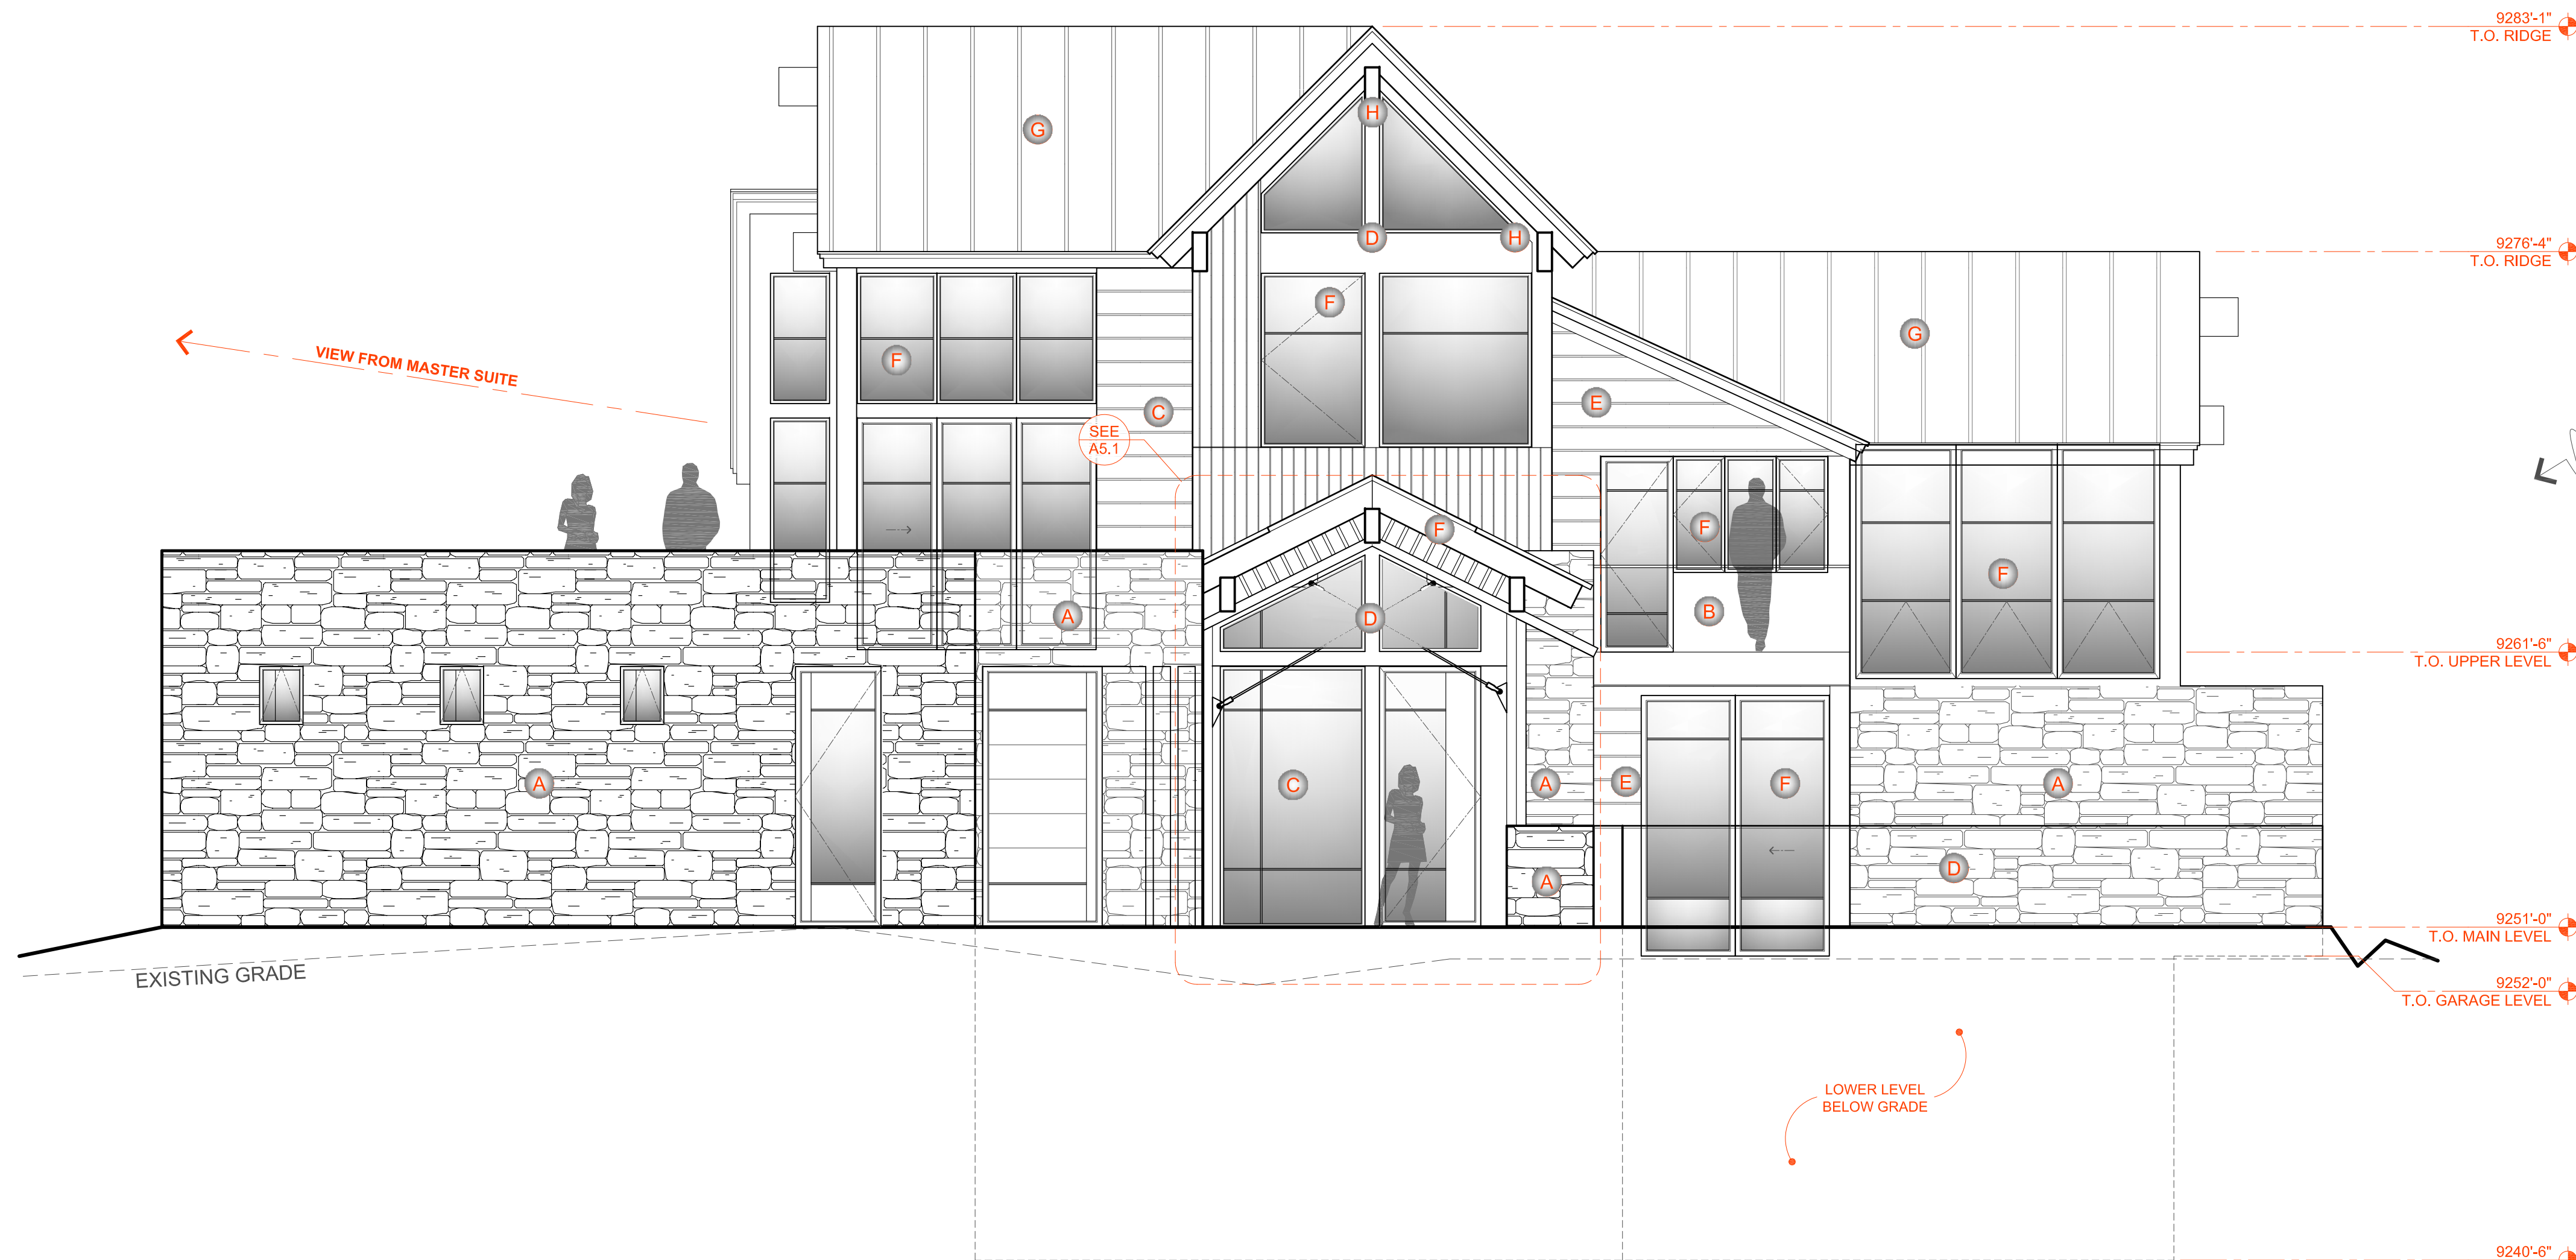 9283'-1"
T.O. RIDGE
H
G
D
H
9276'-4"
T.O. RIDGE
F
G
VIEW FROM MASTER SUITE
F
E
C
SEE
A5.1
F
F
F
A
D
B
9261'-6"
T.O. UPPER LEVEL
A
C
A
E
F
A
D
A
9251'-0"
T.O. MAIN LEVEL
EXISTING GRADE
9252'-0"
T.O. GARAGE LEVEL
LOWER LEVEL
BELOW GRADE
9240'-6"